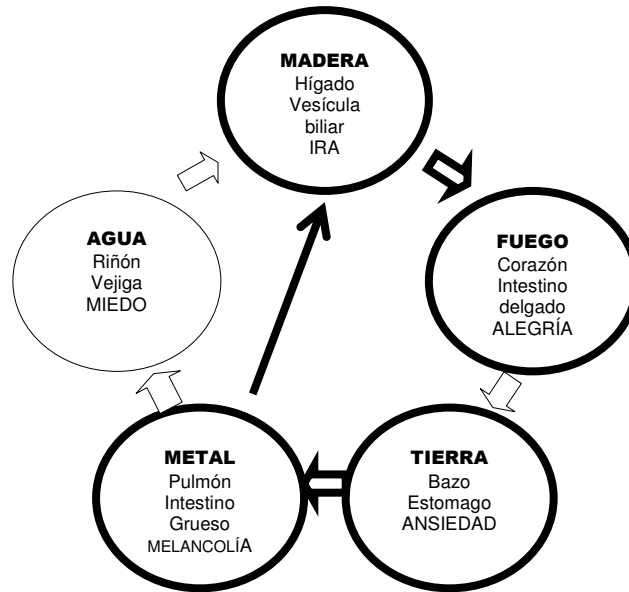 MADERA
Hígado
Vesícula
biliar
IRA
AGUA
Riñón
Vejiga
MIEDO
FUEGO
Corazón
Intestino
delgado
ALEGRÍA
METAL
Pulmón
Intestino
Grueso
MELANCOLÍA
TIERRA
Bazo
Estomago
ANSIEDAD